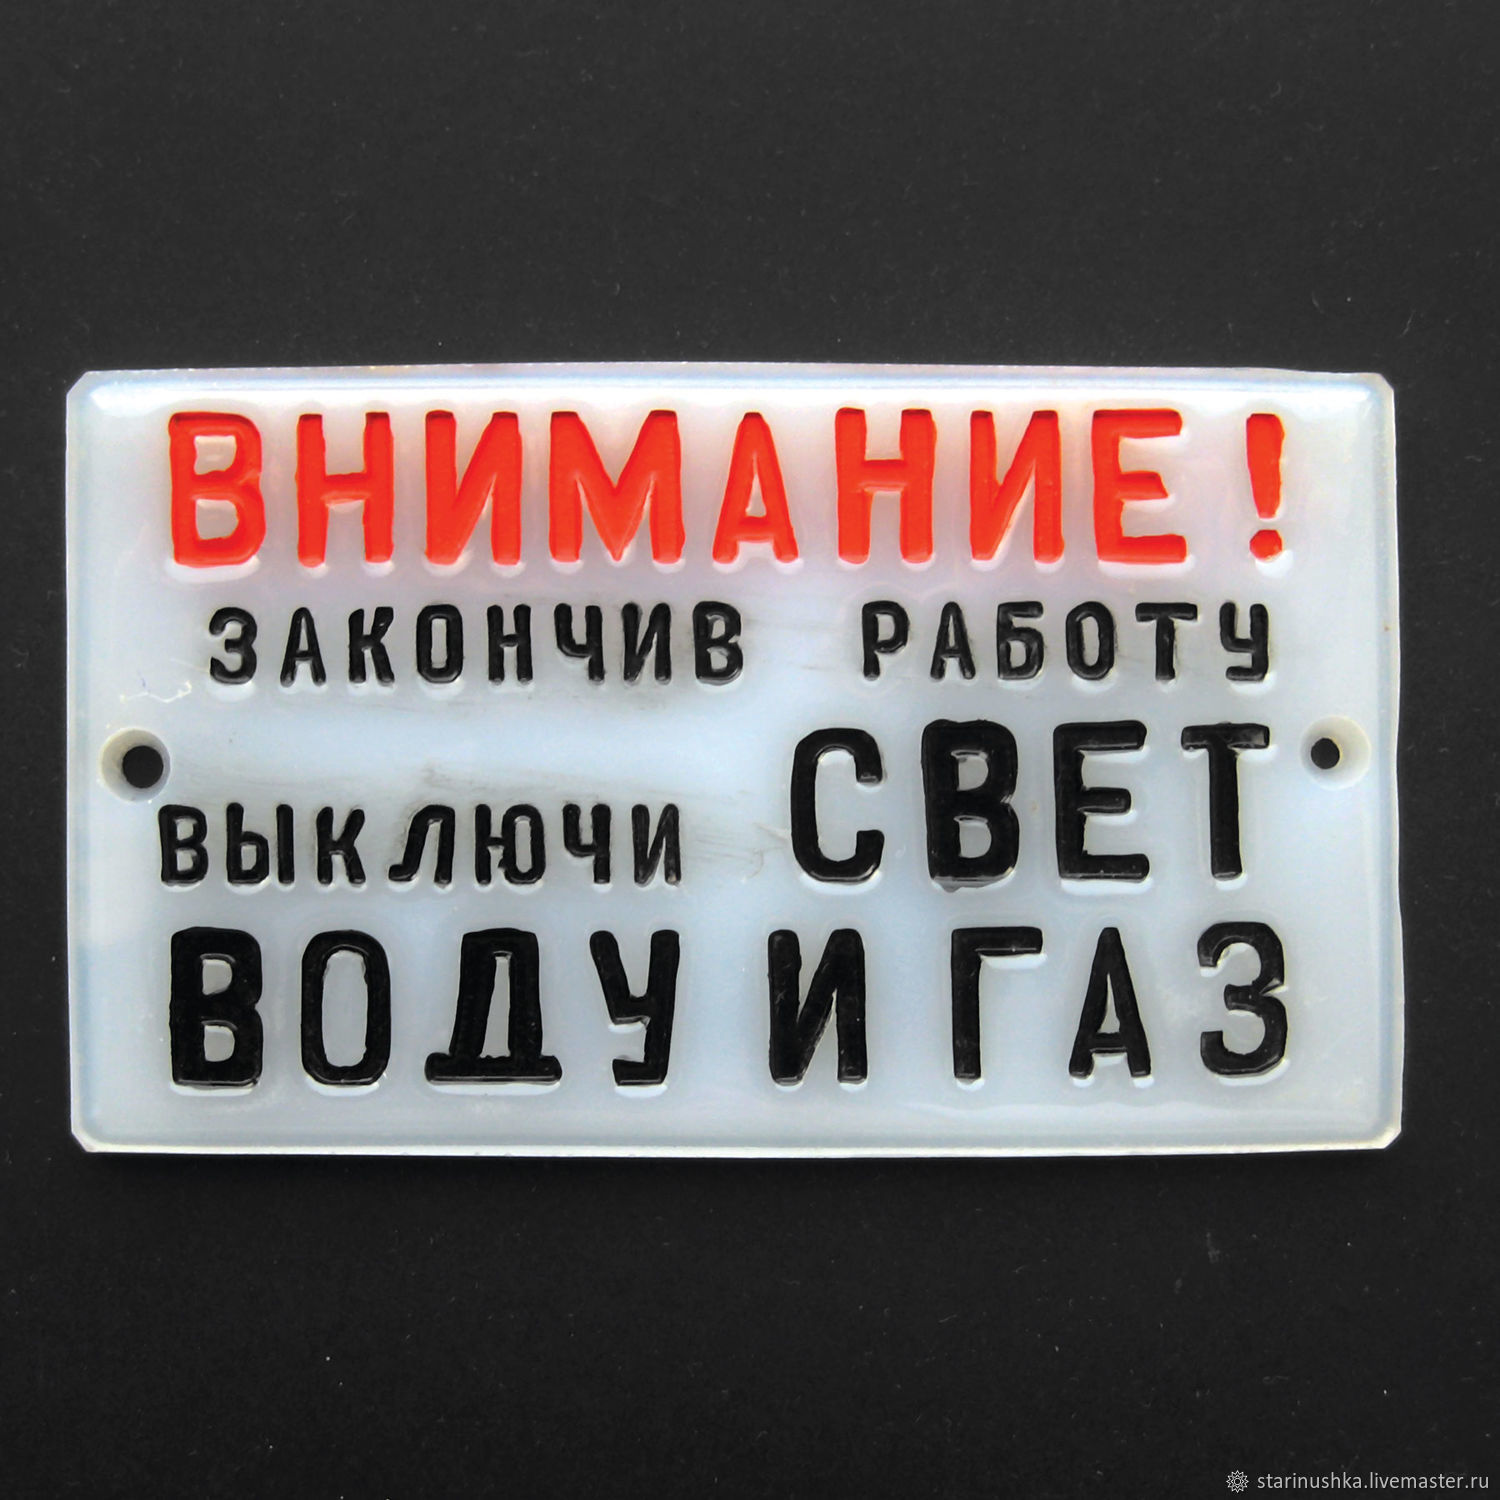 ВНИМАНИЕ!
ЗАКОНЧИВ РАБОТУ
ВЫКЛЮЧИ СВЕТ
ВОДУ И ГАЗ
starinushka.livemaster.ru